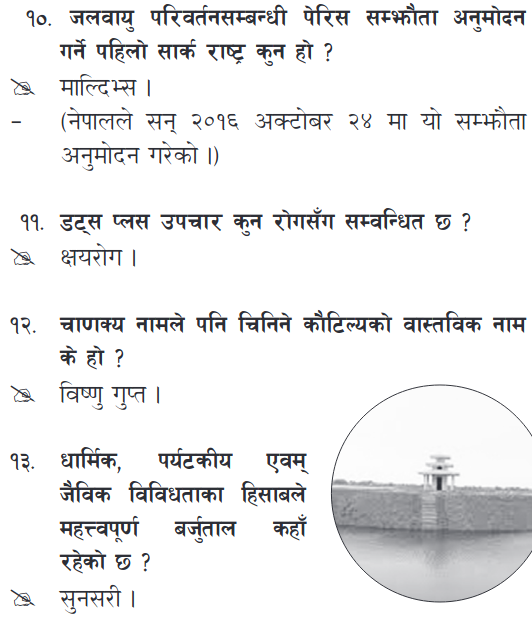 १०. जलवायु परिवर्तनसम्बन्धी पेरिस सम्झौता अनुमोदन
गर्ने पहिलो सार्क राष्ट्र कुन हो ?
माल्दिभ्स ।
– (नेपालले सन् २०१६ अक्टोबर २४ मा यो सम्झौता
अनुमोदन गरेको ।)
११. डट्स प्लस उपचार कुन रोगसँग सम्वन्धित छ ?
क्षयरोग ।
१२. चाणक्य नामले पनि चिनिने कौटिल्यको वास्तविक नाम
के हो ?
विष्णु गुप्त ।
१३. धार्मिक, पर्यटकीय एवम्
जैविक विविधताका हिसाबले
महत्त्वपूर्ण बर्जुताल कहाँ
रहेको छ ?
सुनसरी ।